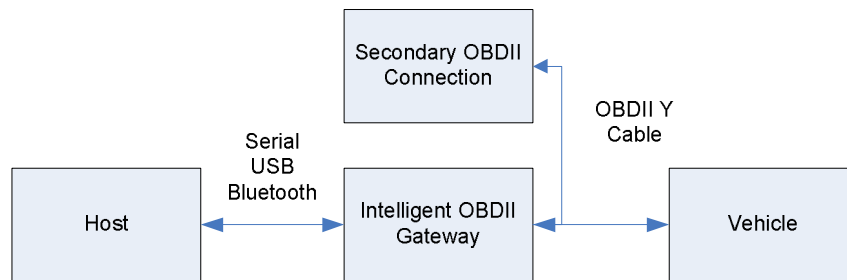 Secondary OBDII
Connection
OBDII Y
Cable
Serial
USB
Bluetooth
Host
Intelligent OBDII
Gateway
Vehicle